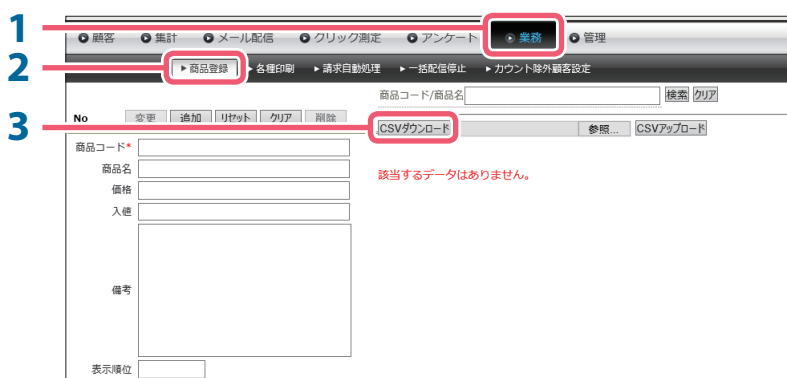 1
顧客 集計 メール配信 クリック測定 アンケート 業務 管理
2
商品登録 各種印刷 請求自動処理 一括配信停止 カウント除外顧客設定
商品コード/商品名 検索 クリア
No 変更 追加 リセット クリア 削除
3
CSVダウンロード 参照... CSVアップロード
商品コード*
商品名
該当するデータはありません。
価格
入値
備考
表示順位